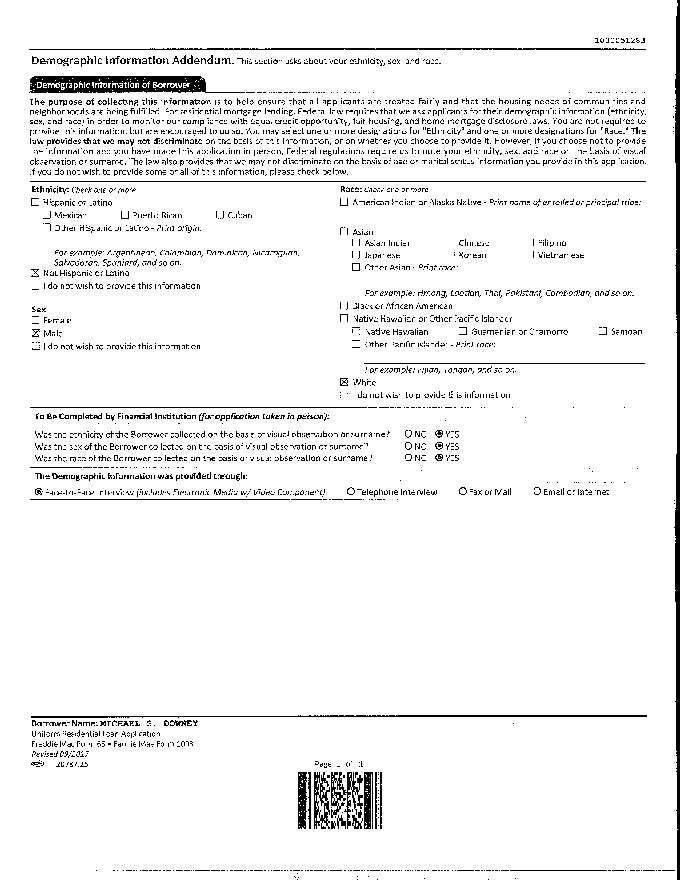 1000051283
Demographic Information Addendum. This section asks about your ethnicity, sex, and race.
Demographic Information of Borrower
The purpose of collecting this information is to help ensure that all applicants are treated fairly and that the housing needs of communities and
neighborhoods are being fulfilled. For residential mortgage lending, Federal law requires that we ask applicants for their demographic information (ethnicity,
sex, and race) in order to monitor our compliance with equal credit opportunity, fair housing, and home mortgage disclosure laws. You are not required to
provide this information, but are encouraged to do so. You may select one or more designations for "Ethnicity" and one or more designations for "Race." The
law provides that we may not discriminate on the basis of this information, or on whether you choose to provide it. However, if you choose not to provide
the information and you have made this application in person, Federal regulations require us to note your ethnicity, sex, and race on the basis of visual
observation or surname. The law also provides that we may not discriminate on the basis of age or marital status information you provide in this application.
If you do not wish to provide some or all of this information, please check below.
Ethnicity: Check one or more
☐ Hispanic or Latino
☐ Mexican ☐ Puerto Rican ☐ Cuban
☐ Other Hispanic or Latino - Print origin:
For example: Argentinean, Colombian, Dominican, Nicaraguan,
Salvadoran, Spaniard, and so on.
☒ Not Hispanic or Latino
☐ I do not wish to provide this information
Sex
☐ Female
☒ Male
☐ I do not wish to provide this information
Race: Check one or more
☐ American Indian or Alaska Native - Print name of enrolled or principal tribe:
☐ Asian
☐ Asian Indian ☐ Chinese ☐ Filipino
☐ Japanese ☐ Korean ☐ Vietnamese
☐ Other Asian - Print race:
For example: Hmong, Laotian, Thai, Pakistani, Cambodian, and so on.
☐ Black or African American
☐ Native Hawaiian or Other Pacific Islander
☐ Native Hawaiian ☐ Guamanian or Chamorro ☐ Samoan
☐ Other Pacific Islander - Print race:
For example: Fijian, Tongan, and so on.
☒ White
☐ I do not wish to provide this information
To Be Completed by Financial Institution (for application taken in person):
Was the ethnicity of the Borrower collected on the basis of visual observation or surname? ○ NO ◉ YES
Was the sex of the Borrower collected on the basis of visual observation or surname? ○ NO ◉ YES
Was the race of the Borrower collected on the basis of visual observation or surname? ○ NO ◉ YES
The Demographic Information was provided through:
◉ Face-to-Face Interview (includes Electronic Media w/ Video Component) ○ Telephone Interview ○ Fax or Mail ○ Email or Internet
Borrower Name: MICHAEL S. DOWNEY
Uniform Residential Loan Application
Freddie Mac Form 65 • Fannie Mae Form 1003
Revised 09/2017
Page 1 of